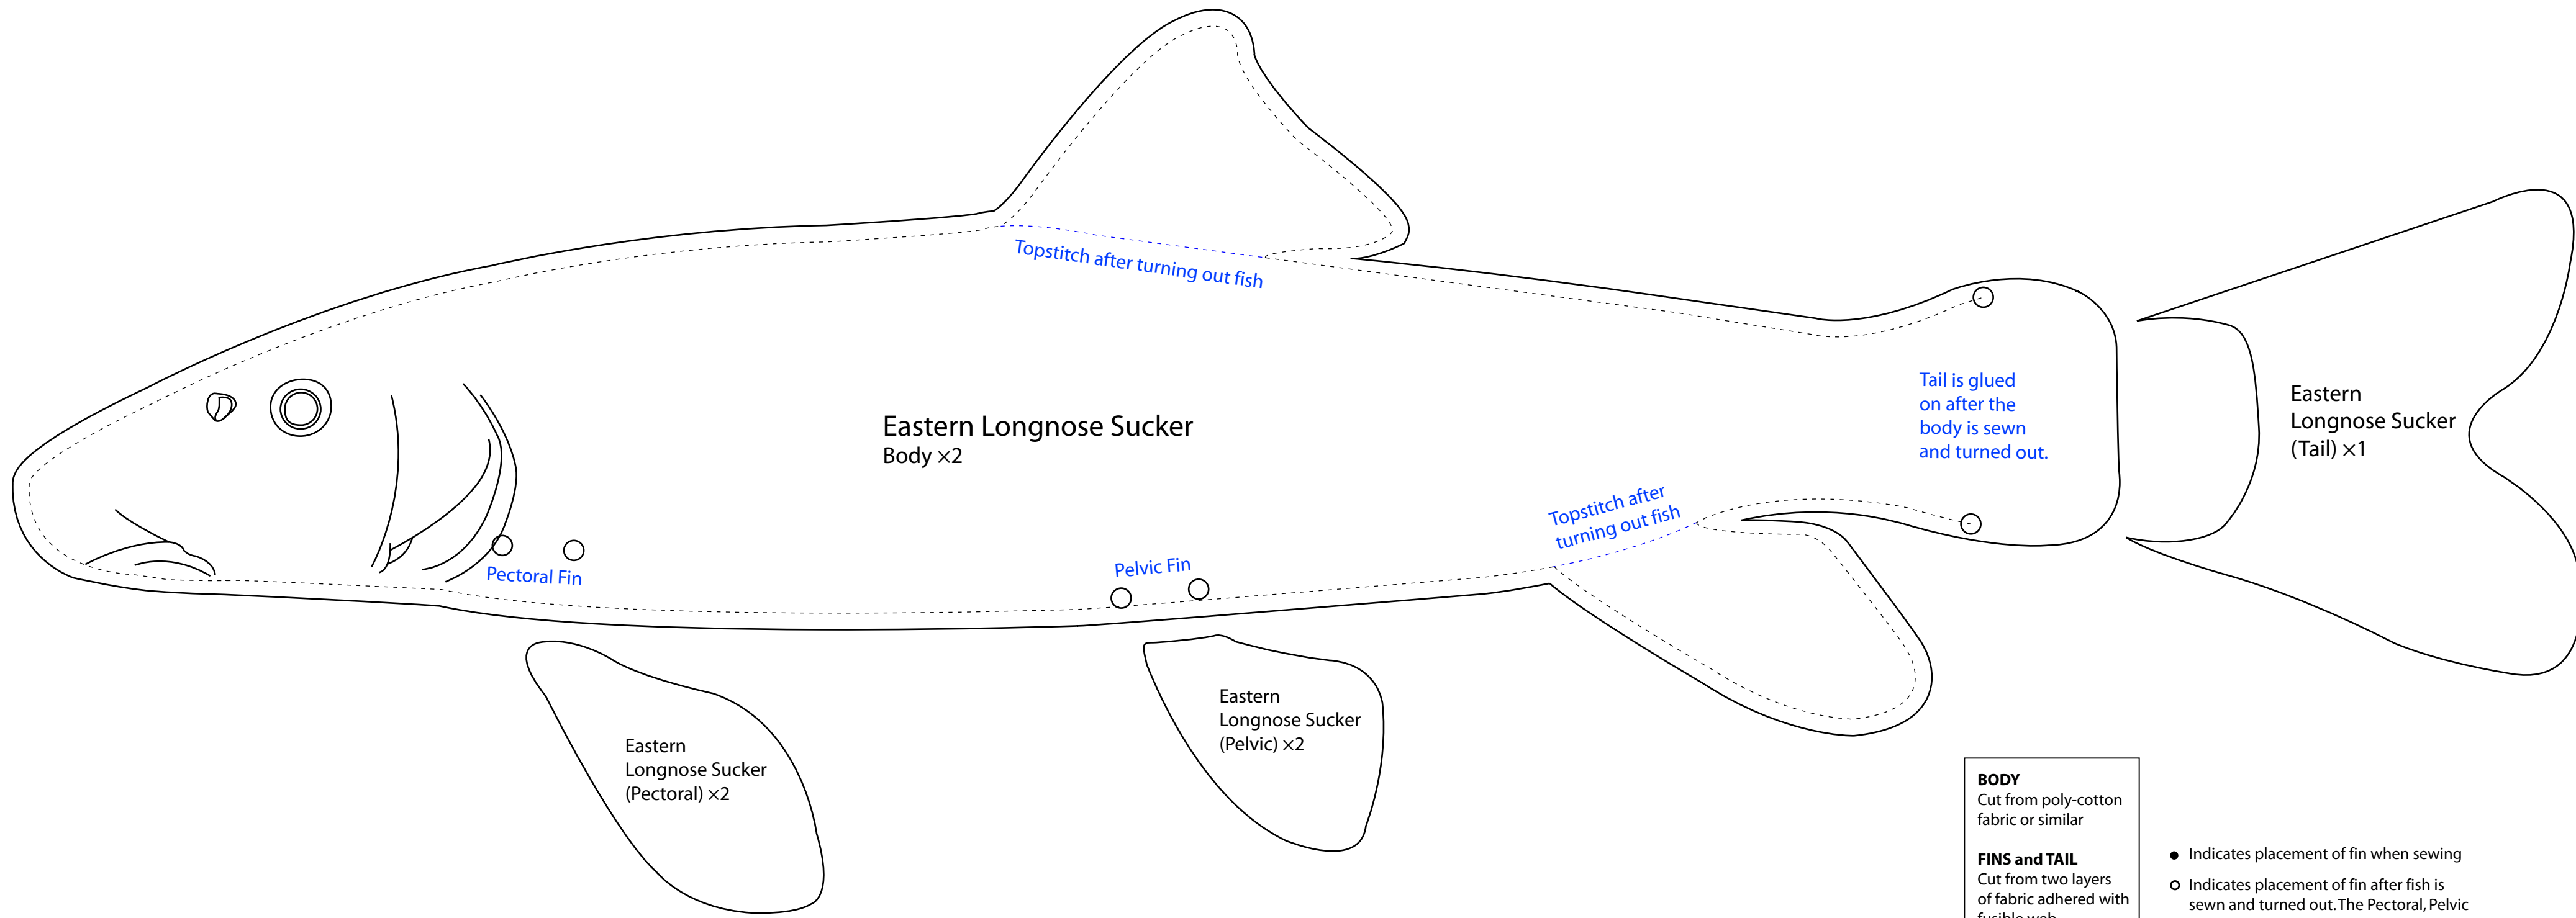 Topstitch after turning out fish
Eastern Longnose Sucker
Body ×2
Tail is glued
on after the
body is sewn
and turned out.
Eastern
Longnose Sucker
(Tail) ×1
Topstitch after
turning out fish
Pectoral Fin
Pelvic Fin
Eastern
Longnose Sucker
(Pectoral) ×2
Eastern
Longnose Sucker
(Pelvic) ×2
BODY
Cut from poly-cotton
fabric or similar
FINS and TAIL
Cut from two layers
of fabric adhered with
fusible web
Indicates placement of fin when sewing
Indicates placement of fin after fish is
sewn and turned out. The Pectoral, Pelvic